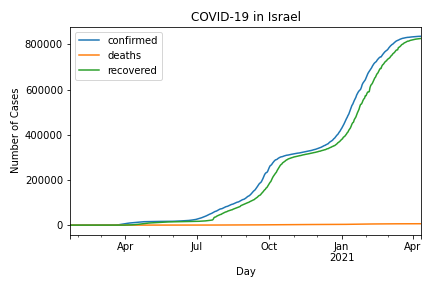 COVID-19 in Israel
confirmed
deaths
recovered
Number of Cases
800000
600000
400000
200000
0
Apr Jul Oct Jan Apr
2021
Day